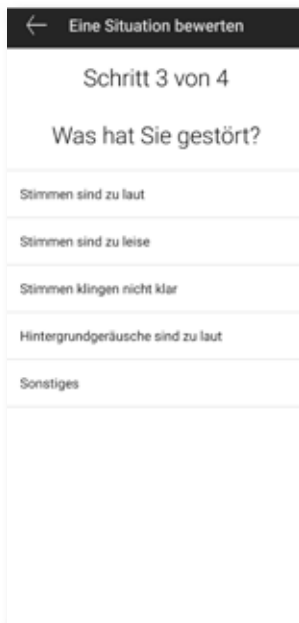 Eine Situation bewerten
Schritt 3 von 4
Was hat Sie gestört?
Stimmen sind zu laut
Stimmen sind zu leise
Stimmen klingen nicht klar
Hintergrundgeräusche sind zu laut
Sonstiges